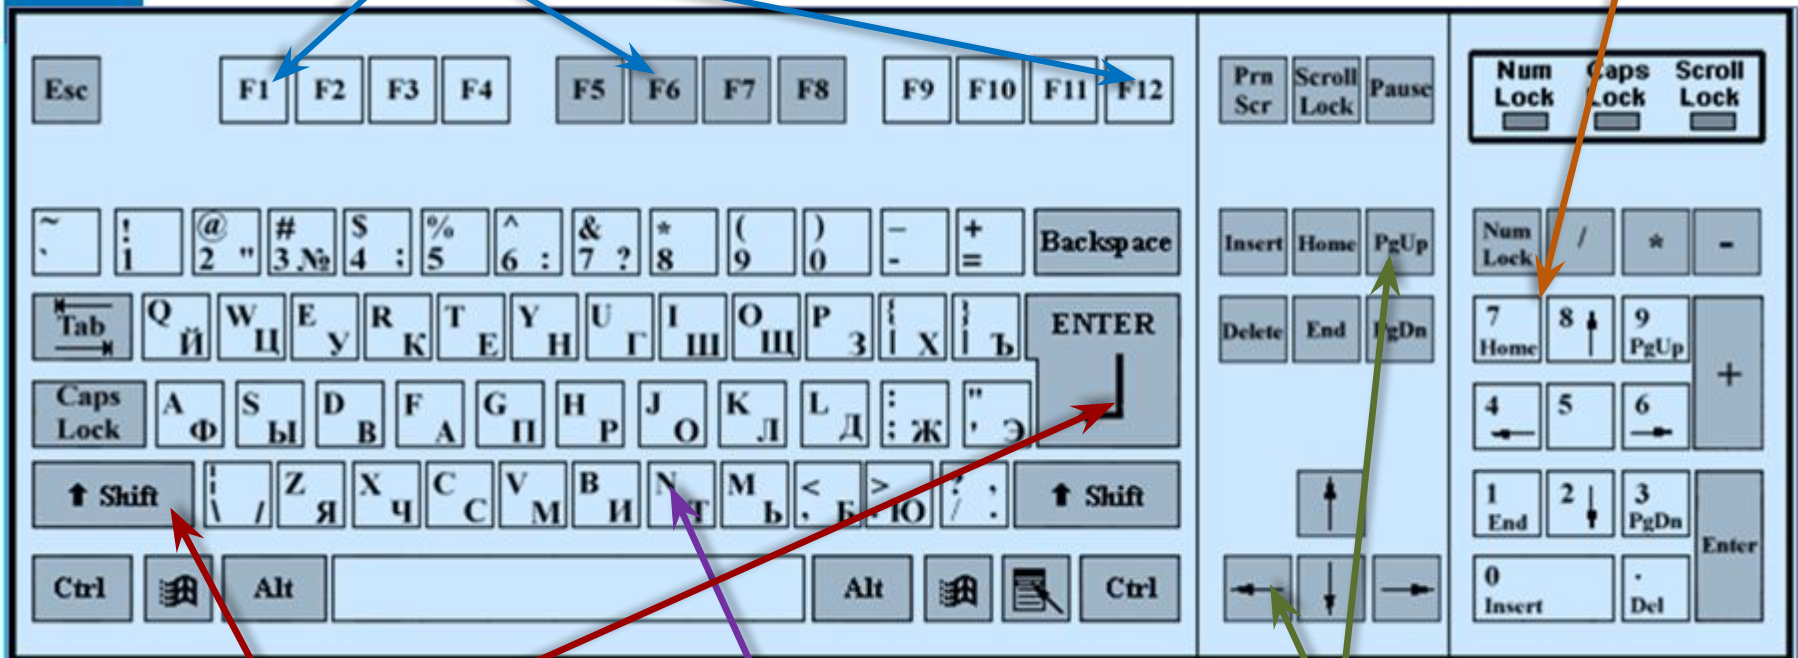 Esc F1 F2 F3 F4 F5 F6 F7 F8 F9 F10 F11 F12 Prn Scr Scroll Lock Pause Num Lock Caps Lock Scroll Lock
~ ` ! 1 @ 2 " # 3 № $ 4 ; % 5 ^ 6 : & 7 ? * 8 ( 9 ) 0 _ - + = Backspace Insert Home PgUp Num Lock / * -
Tab Q Й W Ц E У R К T Е Y Н U Г I Ш O Щ P З { [ Х } ] Ъ ENTER Delete End PgDn 7 Home 8 9 PgUp +
Caps Lock A Ф S Ы D В F А G П H Р J О K Л L Д : ; Ж " ' Э 4 ← 5 6 →
⬆ Shift ¦ \ / Z Я X Ч C С V М B И N Т M Ь < , Б > . Ю ? / , . ⬆ Shift ↑ 1 End 2 ↓ 3 PgDn Enter
Ctrl Alt Alt Ctrl ← ↓ → 0 Insert . Del